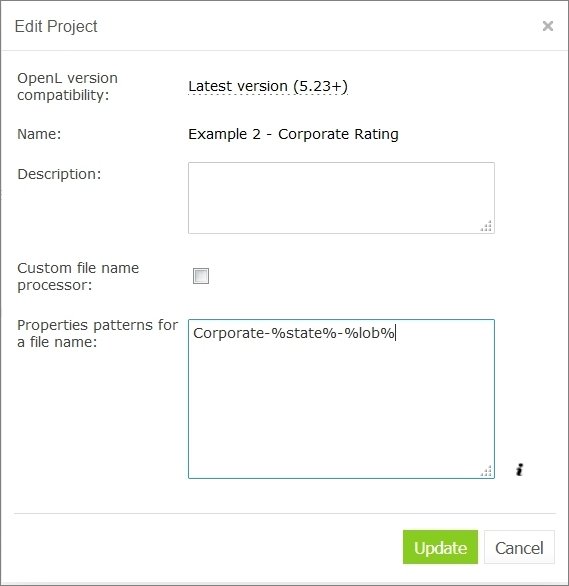 Edit Project
OpenL version
compatibility:
Latest version (5.23+)
Name:
Example 2 - Corporate Rating
Description:
Custom file name
processor:
Properties patterns for
a file name:
Corporate-%state%-%lob%
i
Update
Cancel